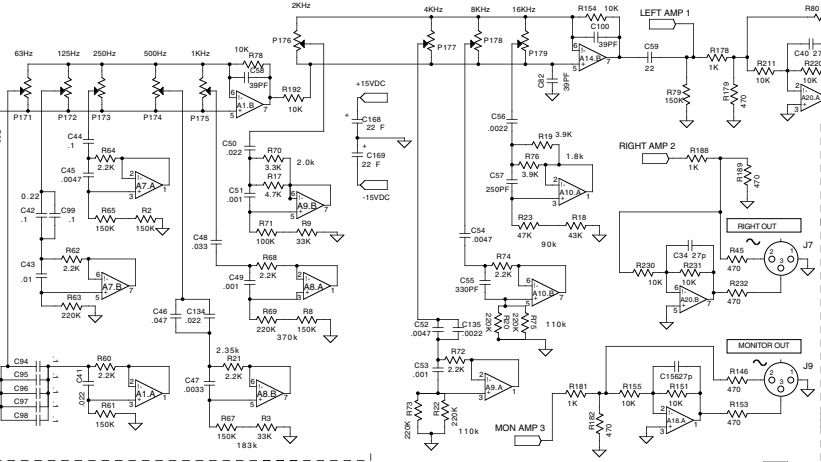 2KHz
4KHz
8KHz
16KHz
R154 10K
C100
39PF
LEFT AMP 1
R80
63Hz
125Hz
250Hz
500Hz
1KHz
10K
R78
C58
39PF
P176
P177
P178
P179
A14.B
C82
39PF
C59
22
R178
1K
C40 27
R211
10K
R220
10K
A20.A
R79
150K
R179
470
A1.B
R192
10K
+15VDC
C168
22 F
C169
22 F
-15VDC
P171
P172
P173
P174
P175
C44
.1
C45
.0047
R64
2.2K
A7.A
R65
150K
R2
150K
C50
.022
R70
3.3K
2.0k
R17
4.7K
C51
.001
A9.B
R71
100K
R9
33K
C56
.0022
R19 3.9K
R76
3.9K
1.8k
C57
250PF
A10.A
R23
47K
R18
43K
90k
RIGHT AMP 2
R188
1K
R189
470
0.22
C42
.1
C99
.1
C43
.01
R62
2.2K
A7.B
R63
220K
C48
.033
R68
2.2K
C49
.001
A8.A
R69
220K
R8
150K
370k
C46
.047
C134
.022
C54
.0047
R74
2.2K
C55
330PF
A10.B
R20
220K
R75
220K
110k
RIGHT OUT
J7
C34 27p
R230
10K
R231
10K
A20.B
R45
470
R232
470
C94
C95
C96
C97
C98
.1
.1
.1
.1
.1
C41
.022
R60
2.2K
A1.A
R61
150K
2.35k
R21
2.2K
C47
.0033
A8.B
R67
150K
R3
33K
183k
C52
.0047
C135
.0022
C53
.001
R72
2.2K
A9.A
R73
220K
R22
220K
110k
MON AMP 3
R181
1K
R182
470
R155
10K
C15627p
R151
10K
A18.A
MONITOR OUT
J9
R146
470
R153
470